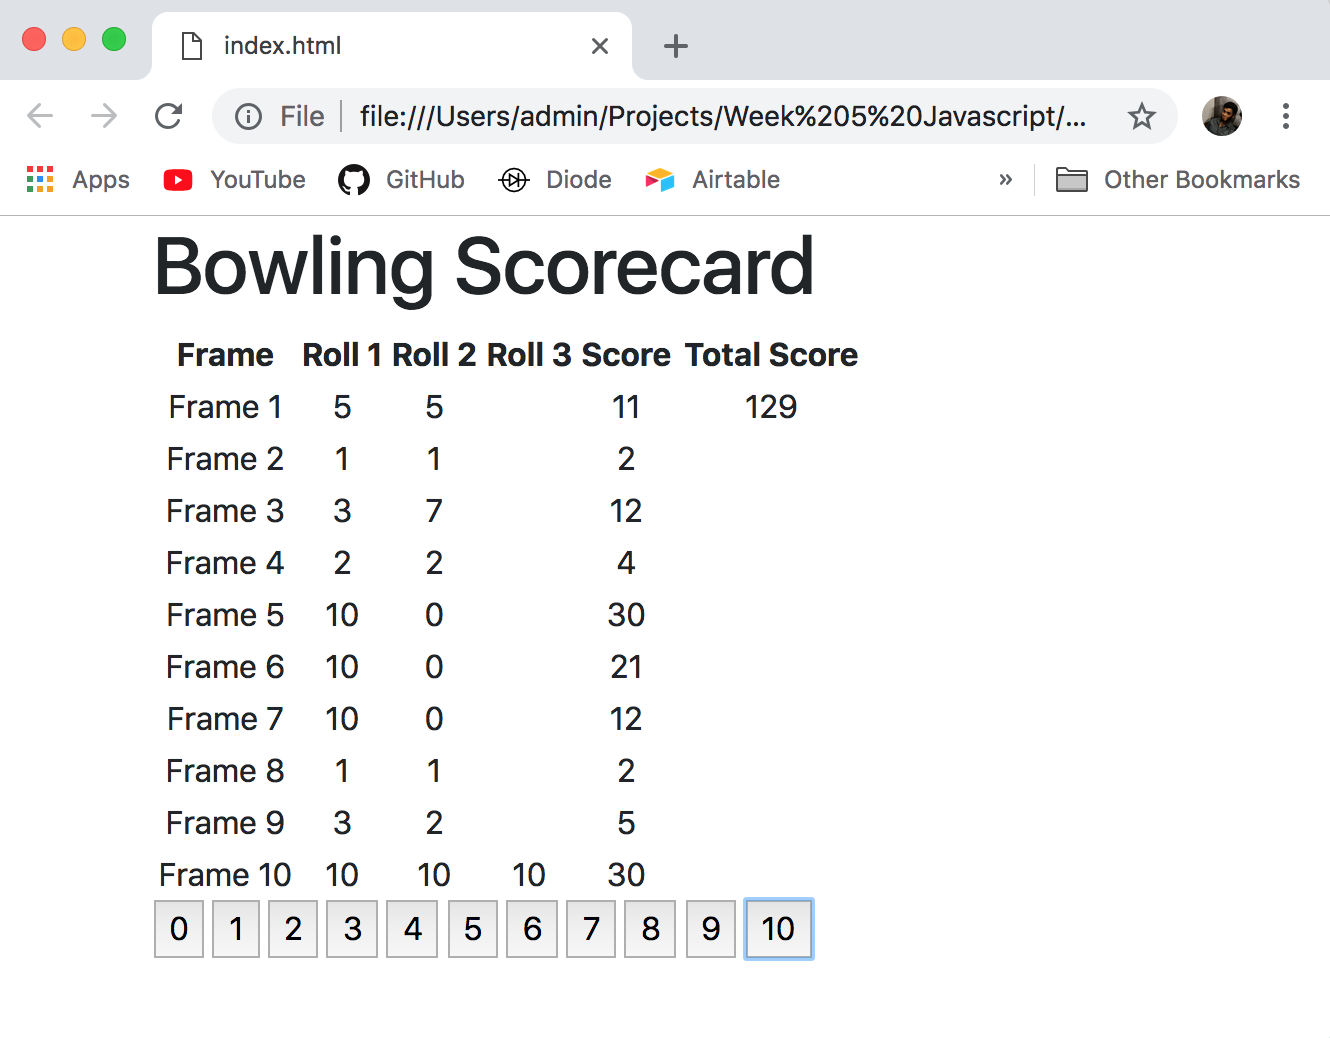 index.html
File file:///Users/admin/Projects/Week%205%20Javascript/...
Apps YouTube GitHub Diode Airtable » Other Bookmarks
Bowling Scorecard
Frame Roll 1 Roll 2 Roll 3 Score Total Score
Frame 1 5 5 11 129
Frame 2 1 1 2
Frame 3 3 7 12
Frame 4 2 2 4
Frame 5 10 0 30
Frame 6 10 0 21
Frame 7 10 0 12
Frame 8 1 1 2
Frame 9 3 2 5
Frame 10 10 10 10 30
0 1 2 3 4 5 6 7 8 9 10